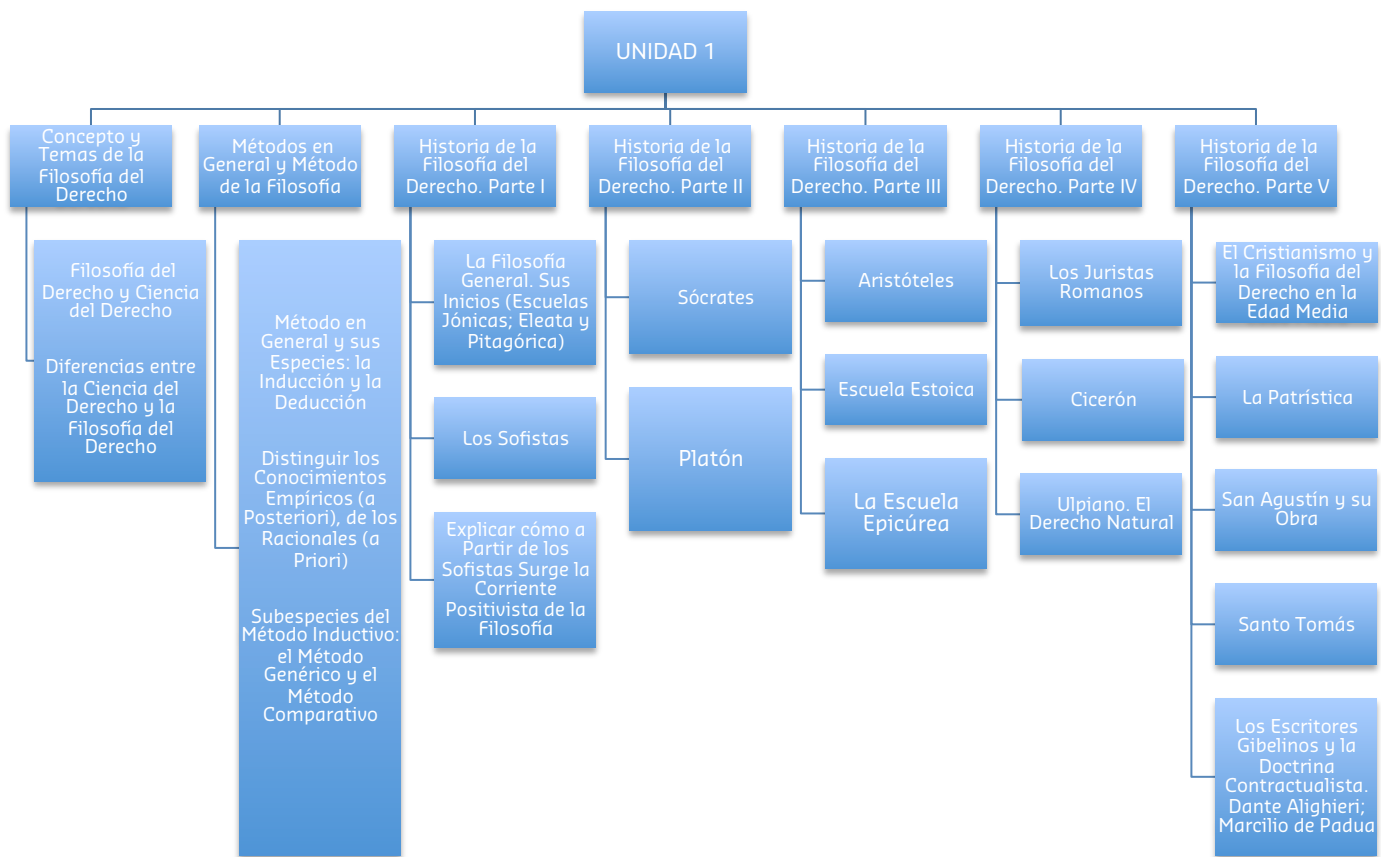 UNIDAD 1
Concepto y
Temas de la
Filosofía del
Derecho
Filosofía del
Derecho y Ciencia
del Derecho
Diferencias entre
la Ciencia del
Derecho y la
Filosofía del
Derecho
Métodos en
General y Método
de la Filosofía
Método en
General y sus
Especies: la
Inducción y la
Deducción
Distinguir los
Conocimientos
Empíricos (a
Posteriori), de los
Racionales (a
Priori)
Subespecies del
Método Inductivo:
el Método
Genérico y el
Método
Comparativo
Historia de la
Filosofía del
Derecho. Parte I
La Filosofía
General. Sus
Inicios (Escuelas
Jónicas; Eleata y
Pitagórica)
Los Sofistas
Explicar cómo a
Partir de los
Sofistas Surge la
Corriente
Positivista de la
Filosofía
Historia de la
Filosofía del
Derecho. Parte II
Sócrates
Platón
Historia de la
Filosofía del
Derecho. Parte III
Aristóteles
Escuela Estoica
La Escuela
Epicúrea
Historia de la
Filosofía del
Derecho. Parte IV
Los Juristas
Romanos
Cicerón
Ulpiano. El
Derecho Natural
Historia de la
Filosofía del
Derecho. Parte V
El Cristianismo y
la Filosofía del
Derecho en la
Edad Media
La Patrística
San Agustín y su
Obra
Santo Tomás
Los Escritores
Gibelinos y la
Doctrina
Contractualista.
Dante Alighieri;
Marcilio de Padua